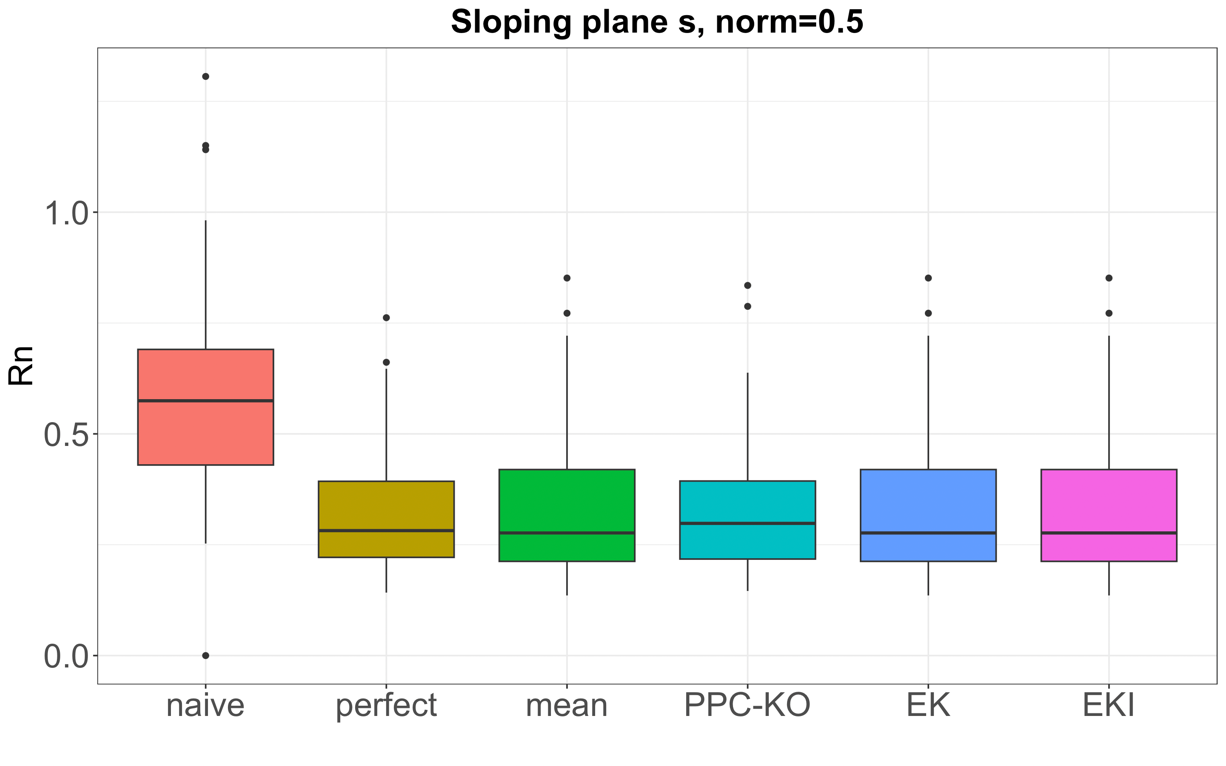 Sloping plane s, norm=0.5
Rn
1.0
0.5
0.0
naive perfect mean PPC-KO EK EKI